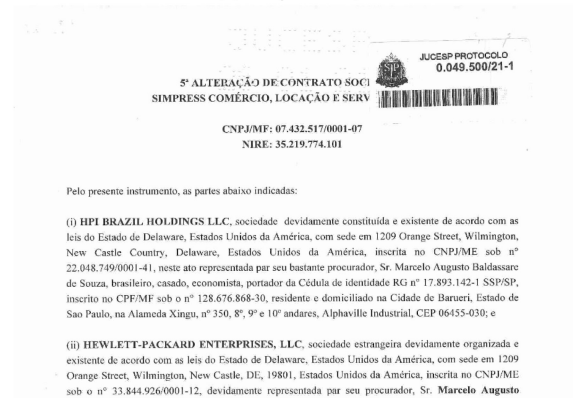 JUCESP
JUCESP PROTOCOLO
0.049.500/21-1
5ª ALTERAÇÃO DE CONTRATO SOCI
SIMPRESS COMÉRCIO, LOCAÇÃO E SERV
CNPJ/MF: 07.432.517/0001-07
NIRE: 35.219.774.101
Pelo presente instrumento, as partes abaixo indicadas:
(i) HPI BRAZIL HOLDINGS LLC, sociedade devidamente constituída e existente de acordo com as
leis do Estado de Delaware, Estados Unidos da América, com sede em 1209 Orange Street, Wilmington,
New Castle Country, Delaware, Estados Unidos da América, inscrita no CNPJ/ME sob nº
22.048.749/0001-41, neste ato representada par seu bastante procurador, Sr. Marcelo Augusto Baldassare
de Souza, brasileiro, casado, economista, portador da Cédula de identidade RG nº 17.893.142-1 SSP/SP,
inscrito no CPF/MF sob o nº 128.676.868-30, residente e domiciliado na Cidade de Barueri, Estado de
Sao Paulo, na Alameda Xingu, nº 350, 8º, 9º e 10º andares, Alphaville Industrial, CEP 06455-030; e
(ii) HEWLETT-PACKARD ENTERPRISES, LLC, sociedade estrangeira devidamente organizada e
existente de acordo com as leis do Estado de Delaware, Estados Unidos da América, com sede em 1209
Orange Street, Wilmington, New Castle, DE, 19801, Estados Unidos da América, inscrita no CNPJ/ME
sob o nº 33.844.926/0001-12, devidamente representada par seu procurador, Sr. Marcelo Augusto